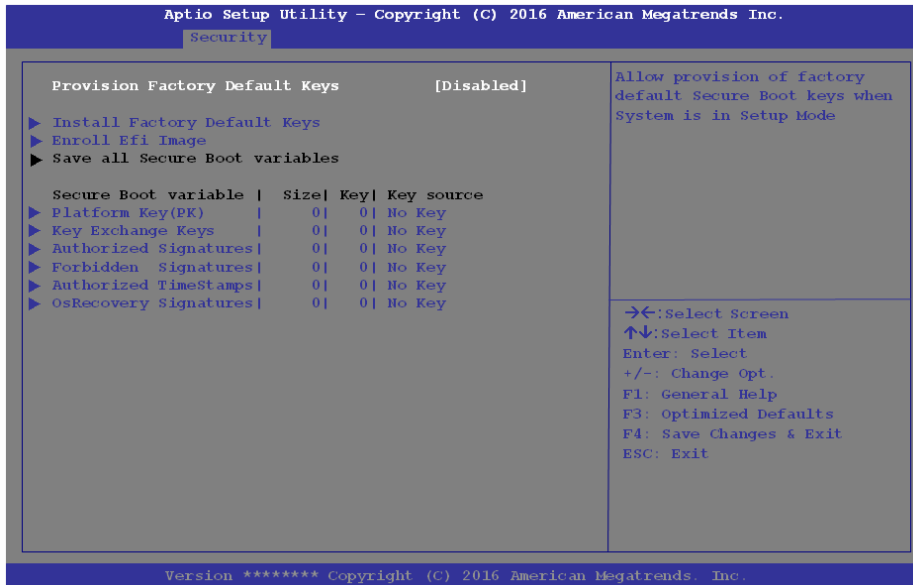 Aptio Setup Utility – Copyright (C) 2016 American Megatrends Inc.
Security
Provision Factory Default Keys [Disabled]
Install Factory Default Keys
Enroll Efi Image
Save all Secure Boot variables
Secure Boot variable | Size| Key| Key source
Platform Key(PK) | 0| 0| No Key
Key Exchange Keys | 0| 0| No Key
Authorized Signatures| 0| 0| No Key
Forbidden Signatures| 0| 0| No Key
Authorized TimeStamps| 0| 0| No Key
OsRecovery Signatures| 0| 0| No Key
Allow provision of factory
default Secure Boot keys when
System is in Setup Mode
→←:Select Screen
↑↓:Select Item
Enter: Select
+/-: Change Opt.
F1: General Help
F3: Optimized Defaults
F4: Save Changes & Exit
ESC: Exit
Version ******** Copyright (C) 2016 American Megatrends. Inc.